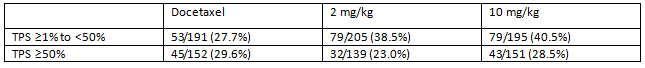 Docetaxel 2 mg/kg 10 mg/kg
TPS ≥1% to <50% 53/191 (27.7%) 79/205 (38.5%) 79/195 (40.5%)
TPS ≥50% 45/152 (29.6%) 32/139 (23.0%) 43/151 (28.5%)